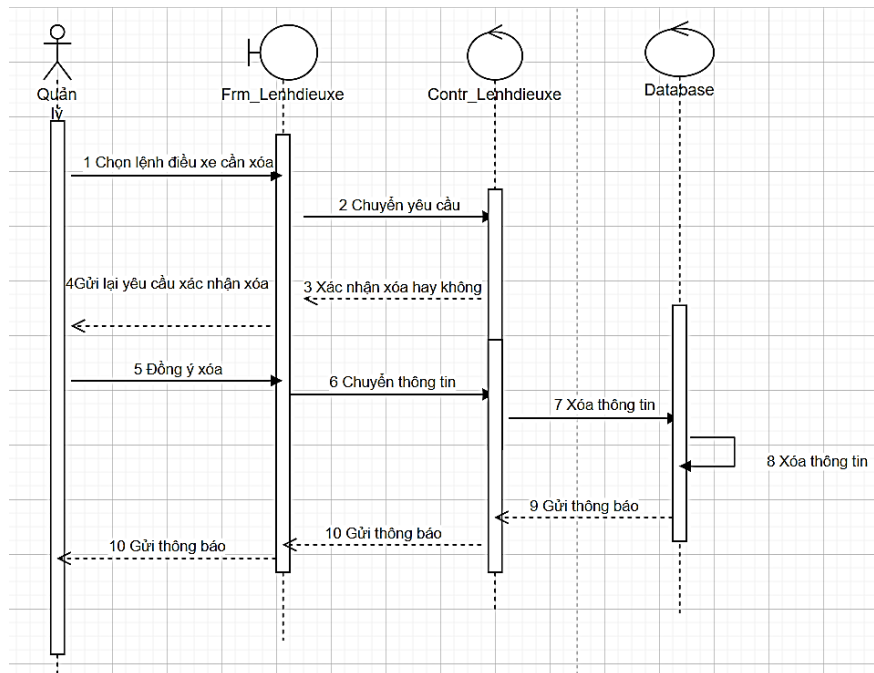 Quản
lý
Frm_Lenhdieuxe
Contr_Lenhdieuxe
Database
1 Chọn lệnh điều xe cần xóa
2 Chuyển yêu cầu
3 Xác nhận xóa hay không
4Gửi lại yêu cầu xác nhận xóa
5 Đồng ý xóa
6 Chuyển thông tin
7 Xóa thông tin
8 Xóa thông tin
9 Gửi thông báo
10 Gửi thông báo
10 Gửi thông báo